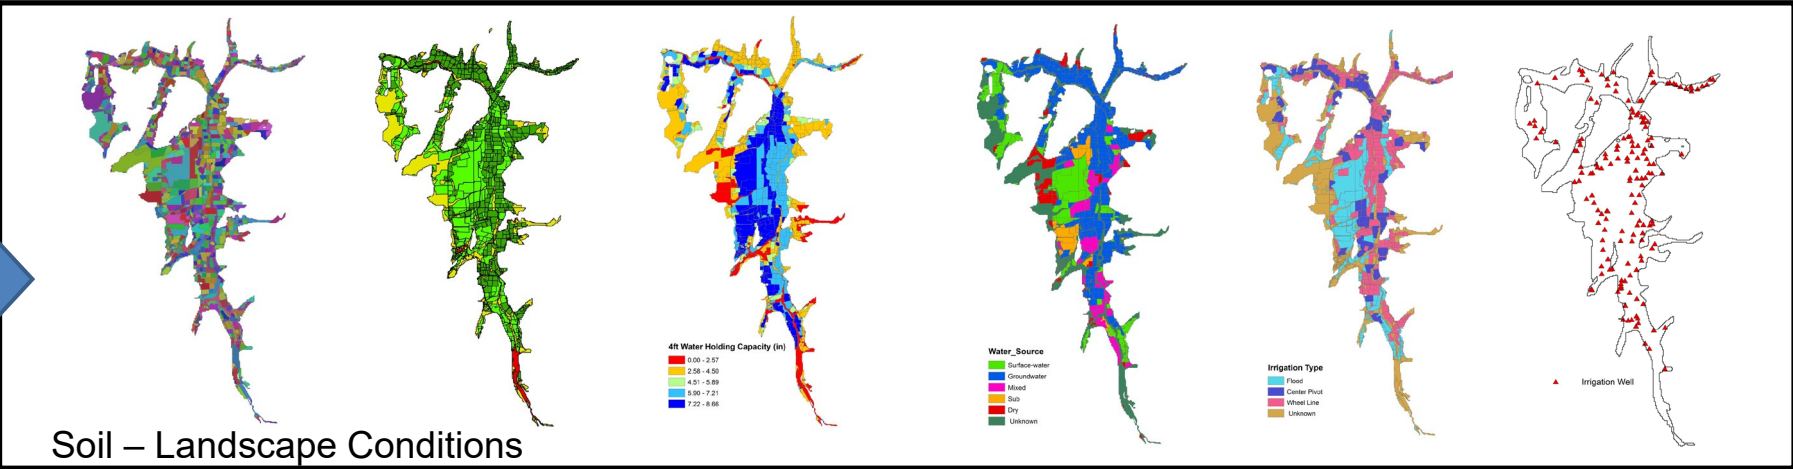 4ft Water Holding Capacity (in)
0.00 - 2.57
2.58 - 4.50
4.51 - 5.89
5.90 - 7.21
7.22 - 8.66
Water_Source
Surface-water
Groundwater
Mixed
Sub
Dry
Unknown
Irrigation Type
Flood
Center Pivot
Wheel Line
Unknown
Irrigation Well
Soil – Landscape Conditions